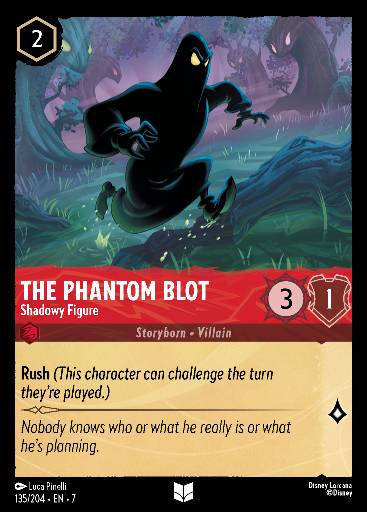 2
THE PHANTOM BLOT
Shadowy Figure
3
1
Storyborn • Villain
Rush (This character can challenge the turn
they're played.)
Nobody knows who or what he really is or what
he's planning.
Luca Pinelli
135/204 • EN • 7
Disney Lorcana
©Disney